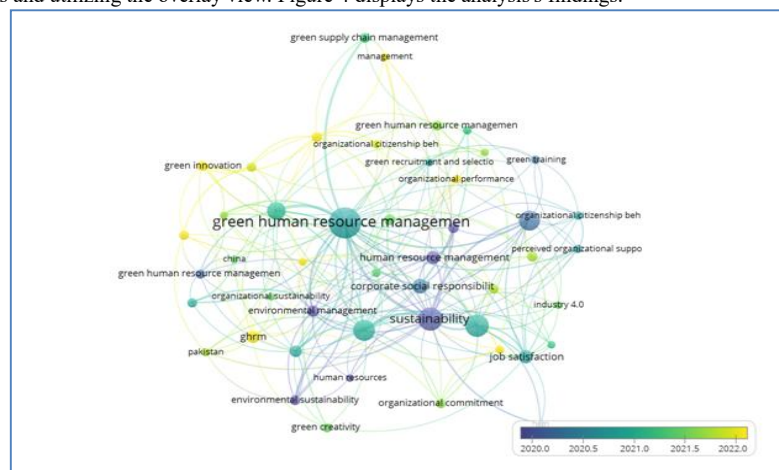 s and utilizing the overlay view. Figure 4 displays the analysis's findings.
green supply chain management
management
green human resource managemen
organizational citizenship beh
green recruitment and selectio
green training
green innovation
organizational performance
green human resource managemen
organizational citizenship beh
perceived organizational suppo
human resource management
china
green human resource managemen
corporate social responsibilit
organizational sustainability
industry 4.0
environmental management
sustainability
ghrm
pakistan
job satisfaction
human resources
environmental sustainability
organizational commitment
green creativity
2020.0 2020.5 2021.0 2021.5 2022.0